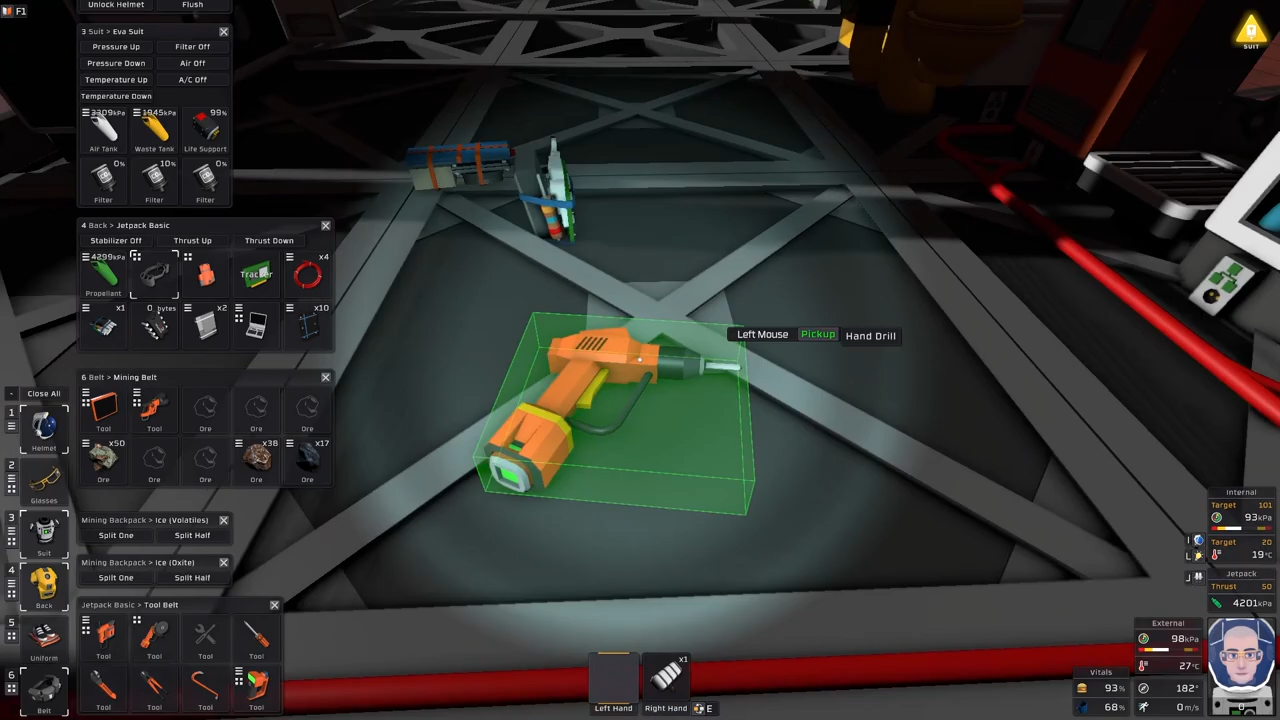 F1
Unlock Helmet Flush
3 Suit > Eva Suit
Pressure Up Filter Off
Pressure Down Air Off
Temperature Up A/C Off
Temperature Down
3309kPa 1945kPa 99%
Air Tank Waste Tank Life Support
0% 10% 0%
Filter Filter Filter
4 Back > Jetpack Basic
Stabilizer Off Thrust Up Thrust Down
4299kPa x4
Tracker
Propellant
x1 0 bytes x2 x10
6 Belt > Mining Belt
Tool Tool Ore Ore Ore
x50 x38 x17
Ore Ore Ore Ore Ore
Mining Backpack > Ice (Volatiles)
Split One Split Half
Mining Backpack > Ice (Oxite)
Split One Split Half
Jetpack Basic > Tool Belt
Tool Tool Tool Tool
Tool Tool Tool Tool
- Close All
1
Helmet
2
Glasses
3
Suit
4
Back
5
Uniform
6
Belt
Left Mouse Pickup Hand Drill
x1
Left Hand Right Hand E
SUIT
Internal
Target 101
93kPa
Target 20
19°C
I
L
J
Jetpack
Thrust 50
4201kPa
External
98kPa
27°C
Vitals
93% 182°
68% 0m/s
0